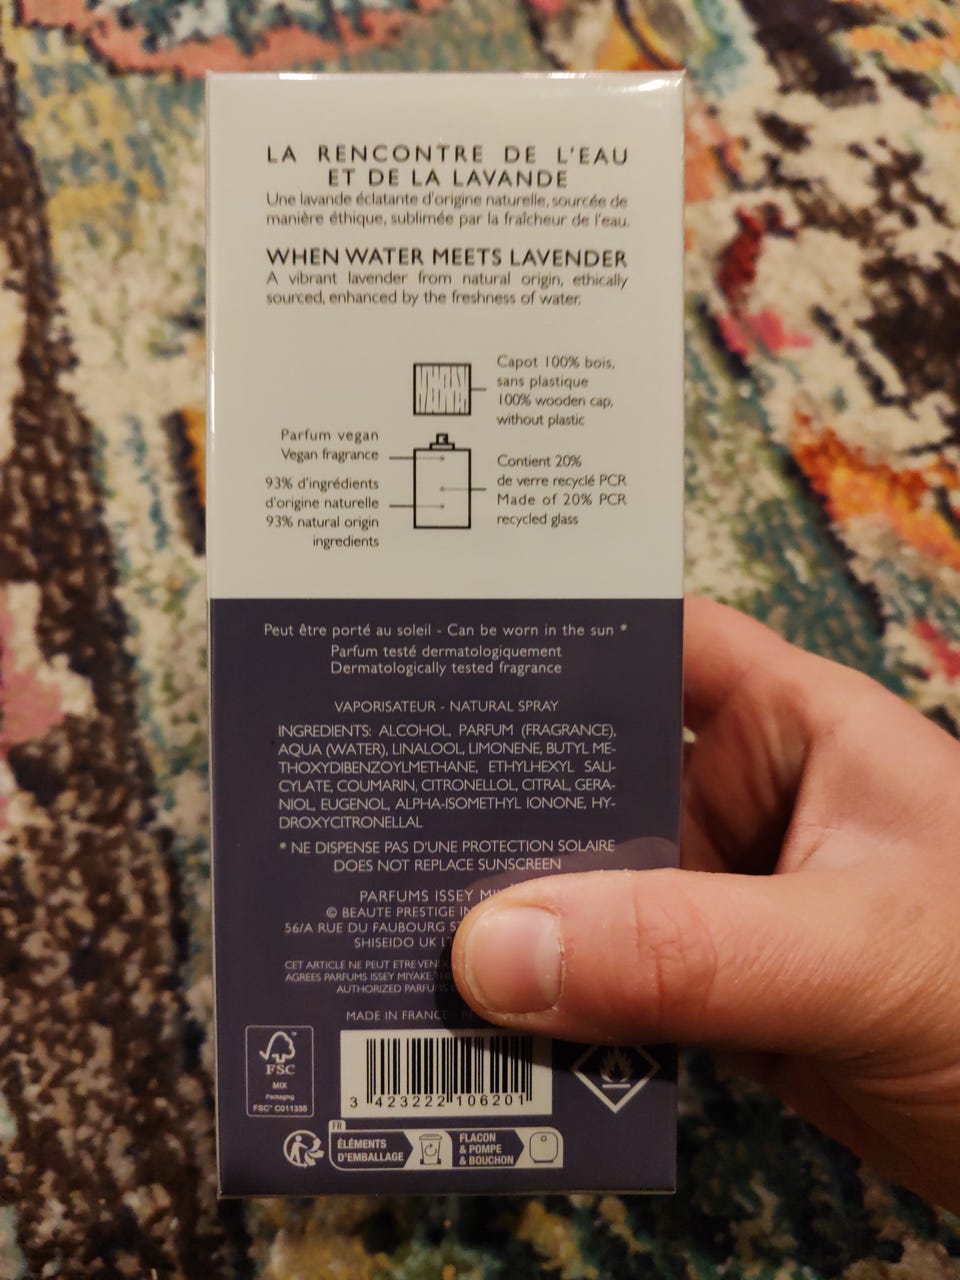 LA RENCONTRE DE L'EAU
ET DE LA LAVANDE
Une lavande éclatante d'origine naturelle, sourcée de
manière éthique, sublimée par la fraîcheur de l'eau.
WHEN WATER MEETS LAVENDER
A vibrant lavender from natural origin, ethically
sourced, enhanced by the freshness of water.
Capot 100% bois,
sans plastique
100% wooden cap,
without plastic
Parfum vegan
Vegan fragrance
93% d'ingrédients
d'origine naturelle
93% natural origin
ingredients
Contient 20%
de verre recyclé PCR
Made of 20% PCR
recycled glass
Peut être porté au soleil - Can be worn in the sun *
Parfum testé dermatologiquement
Dermatologically tested fragrance
VAPORISATEUR - NATURAL SPRAY
INGREDIENTS: ALCOHOL, PARFUM (FRAGRANCE),
AQUA (WATER), LINALOOL, LIMONENE, BUTYL ME-
THOXYDIBENZOYLMETHANE, ETHYLHEXYL SALI-
CYLATE, COUMARIN, CITRONELLOL, CITRAL, GERA-
NIOL, EUGENOL, ALPHA-ISOMETHYL IONONE, HY-
DROXYCITRONELLAL
* NE DISPENSE PAS D'UNE PROTECTION SOLAIRE
DOES NOT REPLACE SUNSCREEN
PARFUMS ISSEY
© BEAUTE PRESTIGE
56/A RUE DU FAUBOURG
SHISEIDO UK
CET ARTICLE NE PEUT ETRE
AGREES PARFUMS ISSEY MIYAKE.
AUTHORIZED
MADE IN FRANCE
FSC
MIX
Packaging
FSC™ C011335
3 423222 106201
FR
ÉLÉMENTS
D'EMBALLAGE
FLACON
& POMPE
& BOUCHON